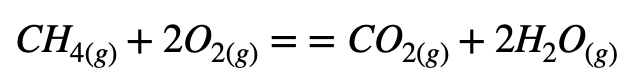 CH₄₍g₎ + 2O₂₍g₎ = = CO₂₍g₎ + 2H₂O₍g₎